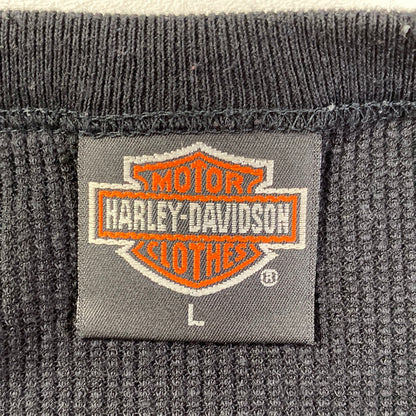 MOTOR
HARLEY-DAVIDSON
CLOTHES
®
L